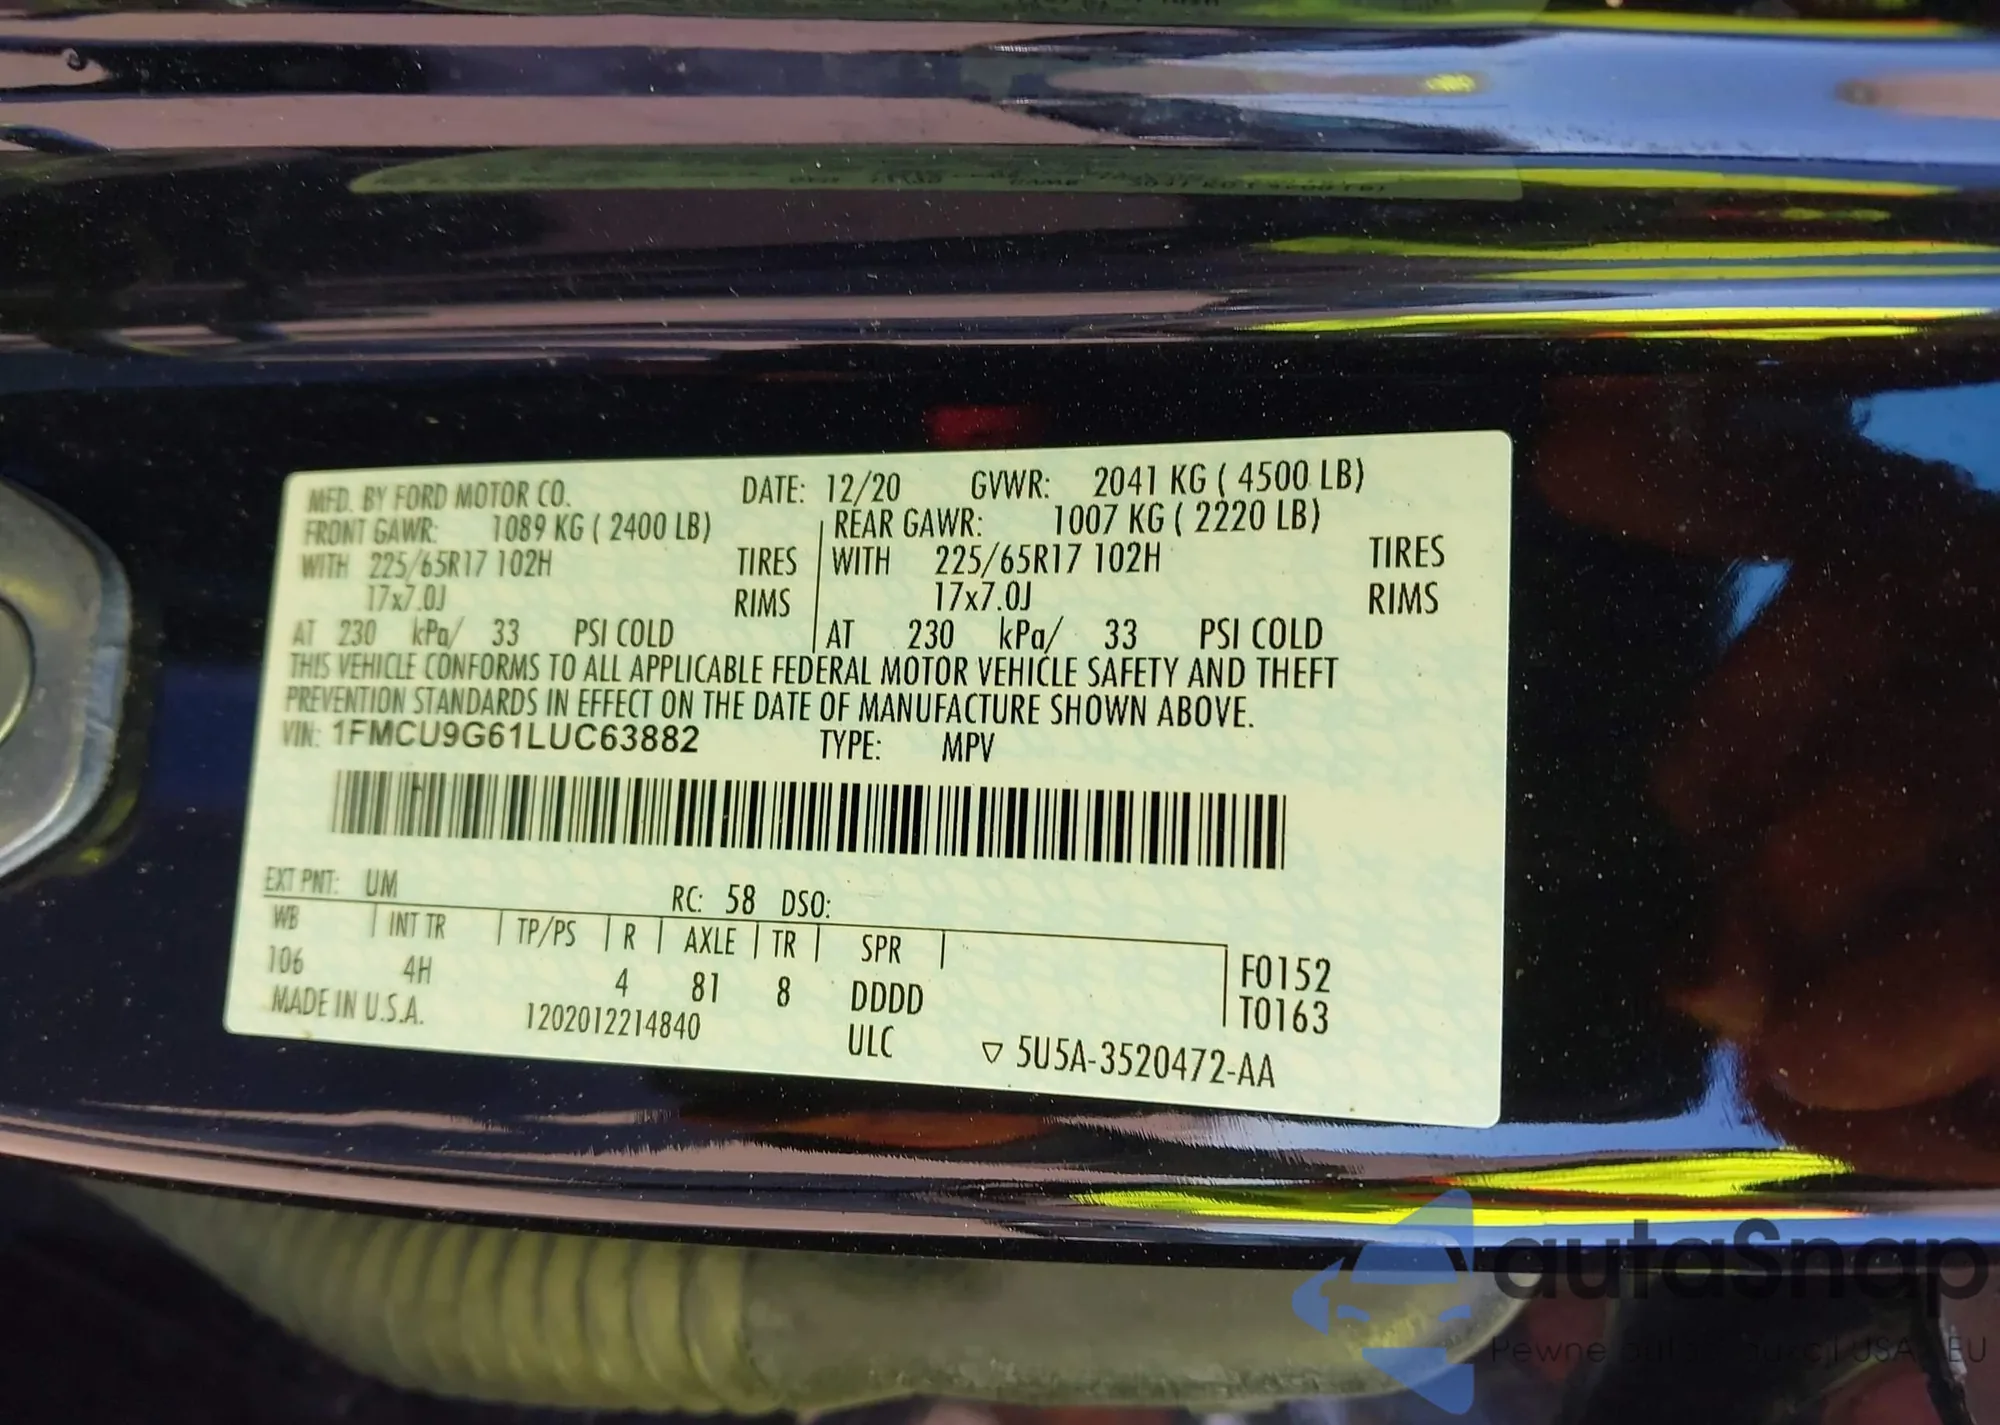 MFD. BY FORD MOTOR CO. DATE: 12/20 GVWR: 2041 KG ( 4500 LB)
FRONT GAWR: 1089 KG ( 2400 LB) REAR GAWR: 1007 KG ( 2220 LB)
WITH 225/65R17 102H TIRES WITH 225/65R17 102H TIRES
17x7.0J RIMS 17x7.0J RIMS
AT 230 kPa/ 33 PSI COLD AT 230 kPa/ 33 PSI COLD
THIS VEHICLE CONFORMS TO ALL APPLICABLE FEDERAL MOTOR VEHICLE SAFETY AND THEFT
PREVENTION STANDARDS IN EFFECT ON THE DATE OF MANUFACTURE SHOWN ABOVE.
VIN: 1FMCU9G61LUC63882 TYPE: MPV
EXT PNT: UM RC: 58 DSO:
WB INT TR TP/PS R AXLE TR SPR
106 4H 4 81 8 DDDD
F0152
T0163
MADE IN U.S.A. 1202012214840 ULC ▽ 5U5A-3520472-AA
autaSnap
Pewne auta USA EU